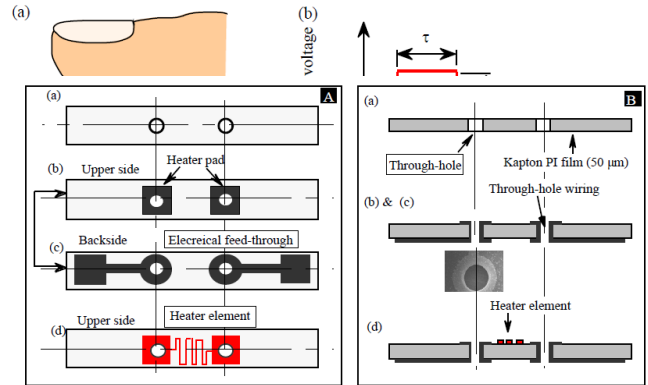 (a)
(b)
voltage
τ
A
(a)
Heater pad
(b)
Upper side
(c)
Backside
Elecreical feed-through
Heater element
(d)
Upper side
B
(a)
Through-hole
Kapton PI film (50 μm)
Through-hole wiring
(b) & (c)
Heater element
(d)